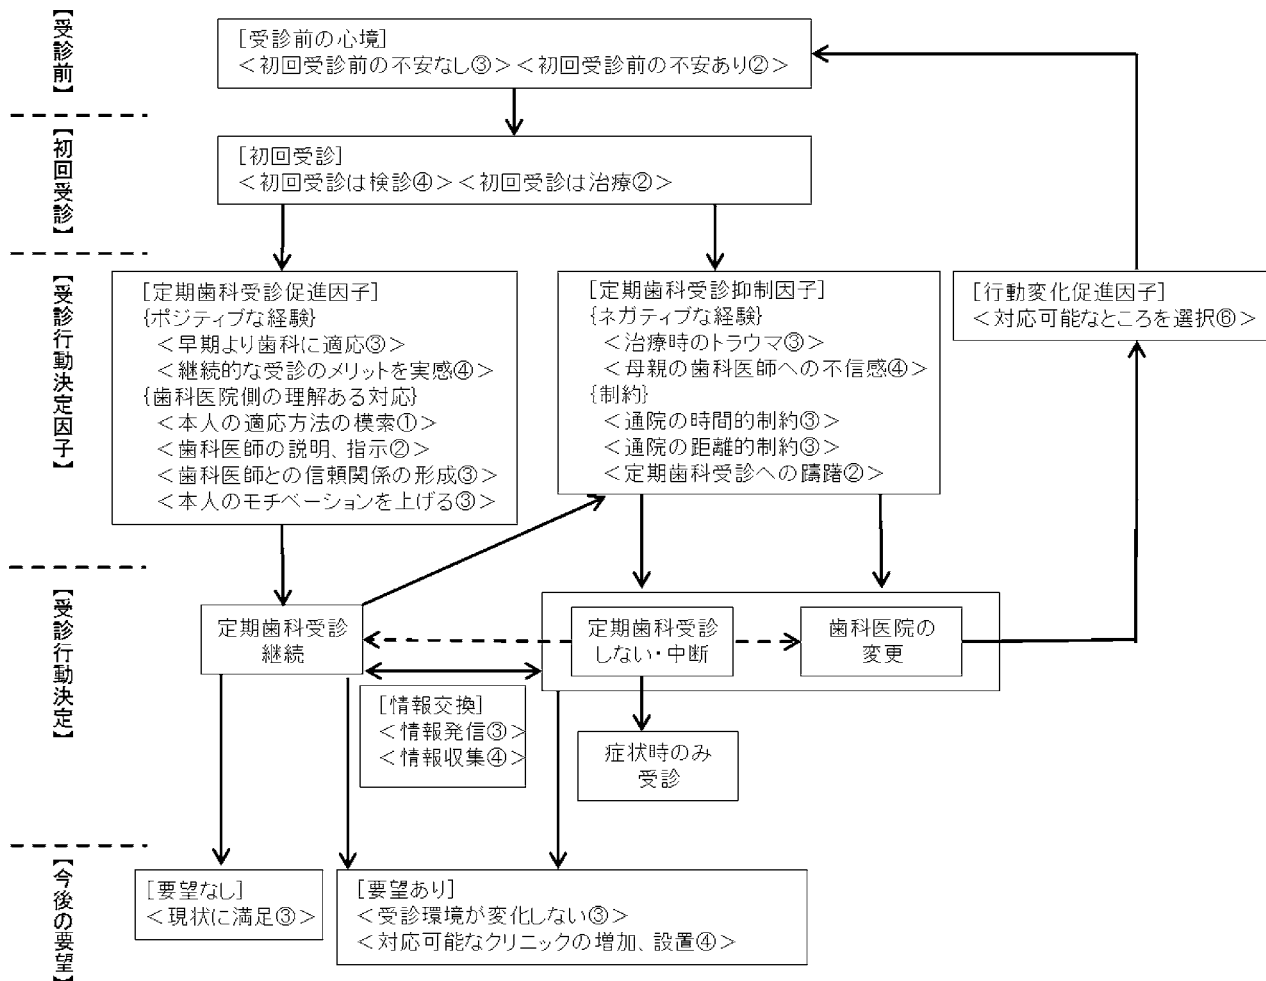 【受診前】
[受診前の心境]
＜初回受診前の不安なし③＞＜初回受診前の不安あり②＞
【初回受診】
[初回受診]
＜初回受診は検診④＞＜初回受診は治療②＞
【受診行動決定因子】
[定期歯科受診促進因子]
{ポジティブな経験}
＜早期より歯科に適応③＞
＜継続的な受診のメリットを実感④＞
{歯科医院側の理解ある対応}
＜本人の適応方法の模索①＞
＜歯科医師の説明、指示②＞
＜歯科医師との信頼関係の形成③＞
＜本人のモチベーションを上げる③＞
[定期歯科受診抑制因子]
{ネガティブな経験}
＜治療時のトラウマ③＞
＜母親の歯科医師への不信感④＞
{制約}
＜通院の時間的制約③＞
＜通院の距離的制約③＞
＜定期歯科受診への躊躇②＞
[行動変化促進因子]
＜対応可能なところを選択⑥＞
【受診行動決定】
定期歯科受診
継続
定期歯科受診
しない・中断
歯科医院の
変更
[情報交換]
＜情報発信③＞
＜情報収集④＞
症状時のみ
受診
【今後の要望】
[要望なし]
＜現状に満足③＞
[要望あり]
＜受診環境が変化しない③＞
＜対応可能なクリニックの増加、設置④＞